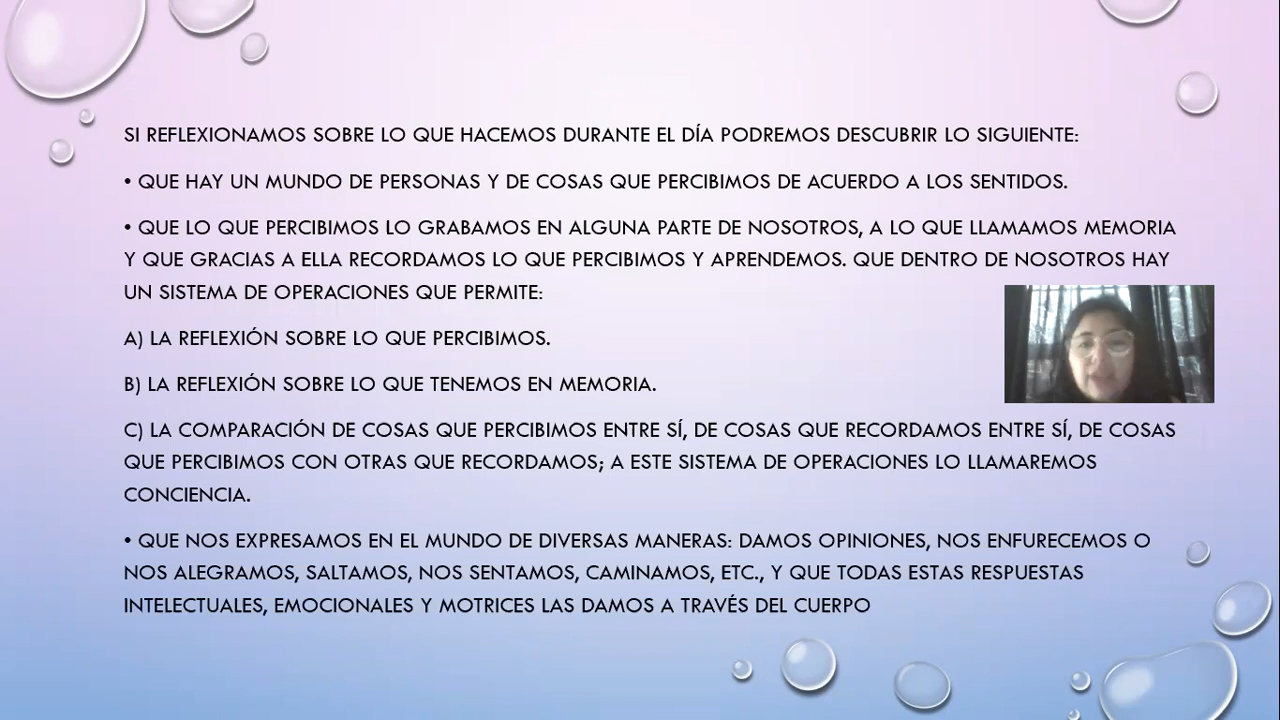 SI REFLEXIONAMOS SOBRE LO QUE HACEMOS DURANTE EL DÍA PODREMOS DESCUBRIR LO SIGUIENTE:
• QUE HAY UN MUNDO DE PERSONAS Y DE COSAS QUE PERCIBIMOS DE ACUERDO A LOS SENTIDOS.
• QUE LO QUE PERCIBIMOS LO GRABAMOS EN ALGUNA PARTE DE NOSOTROS, A LO QUE LLAMAMOS MEMORIA
Y QUE GRACIAS A ELLA RECORDAMOS LO QUE PERCIBIMOS Y APRENDEMOS. QUE DENTRO DE NOSOTROS HAY
UN SISTEMA DE OPERACIONES QUE PERMITE:
A) LA REFLEXIÓN SOBRE LO QUE PERCIBIMOS.
B) LA REFLEXIÓN SOBRE LO QUE TENEMOS EN MEMORIA.
C) LA COMPARACIÓN DE COSAS QUE PERCIBIMOS ENTRE SÍ, DE COSAS QUE RECORDAMOS ENTRE SÍ, DE COSAS
QUE PERCIBIMOS CON OTRAS QUE RECORDAMOS; A ESTE SISTEMA DE OPERACIONES LO LLAMAREMOS
CONCIENCIA.
• QUE NOS EXPRESAMOS EN EL MUNDO DE DIVERSAS MANERAS: DAMOS OPINIONES, NOS ENFURECEMOS O
NOS ALEGRAMOS, SALTAMOS, NOS SENTAMOS, CAMINAMOS, ETC., Y QUE TODAS ESTAS RESPUESTAS
INTELECTUALES, EMOCIONALES Y MOTRICES LAS DAMOS A TRAVÉS DEL CUERPO